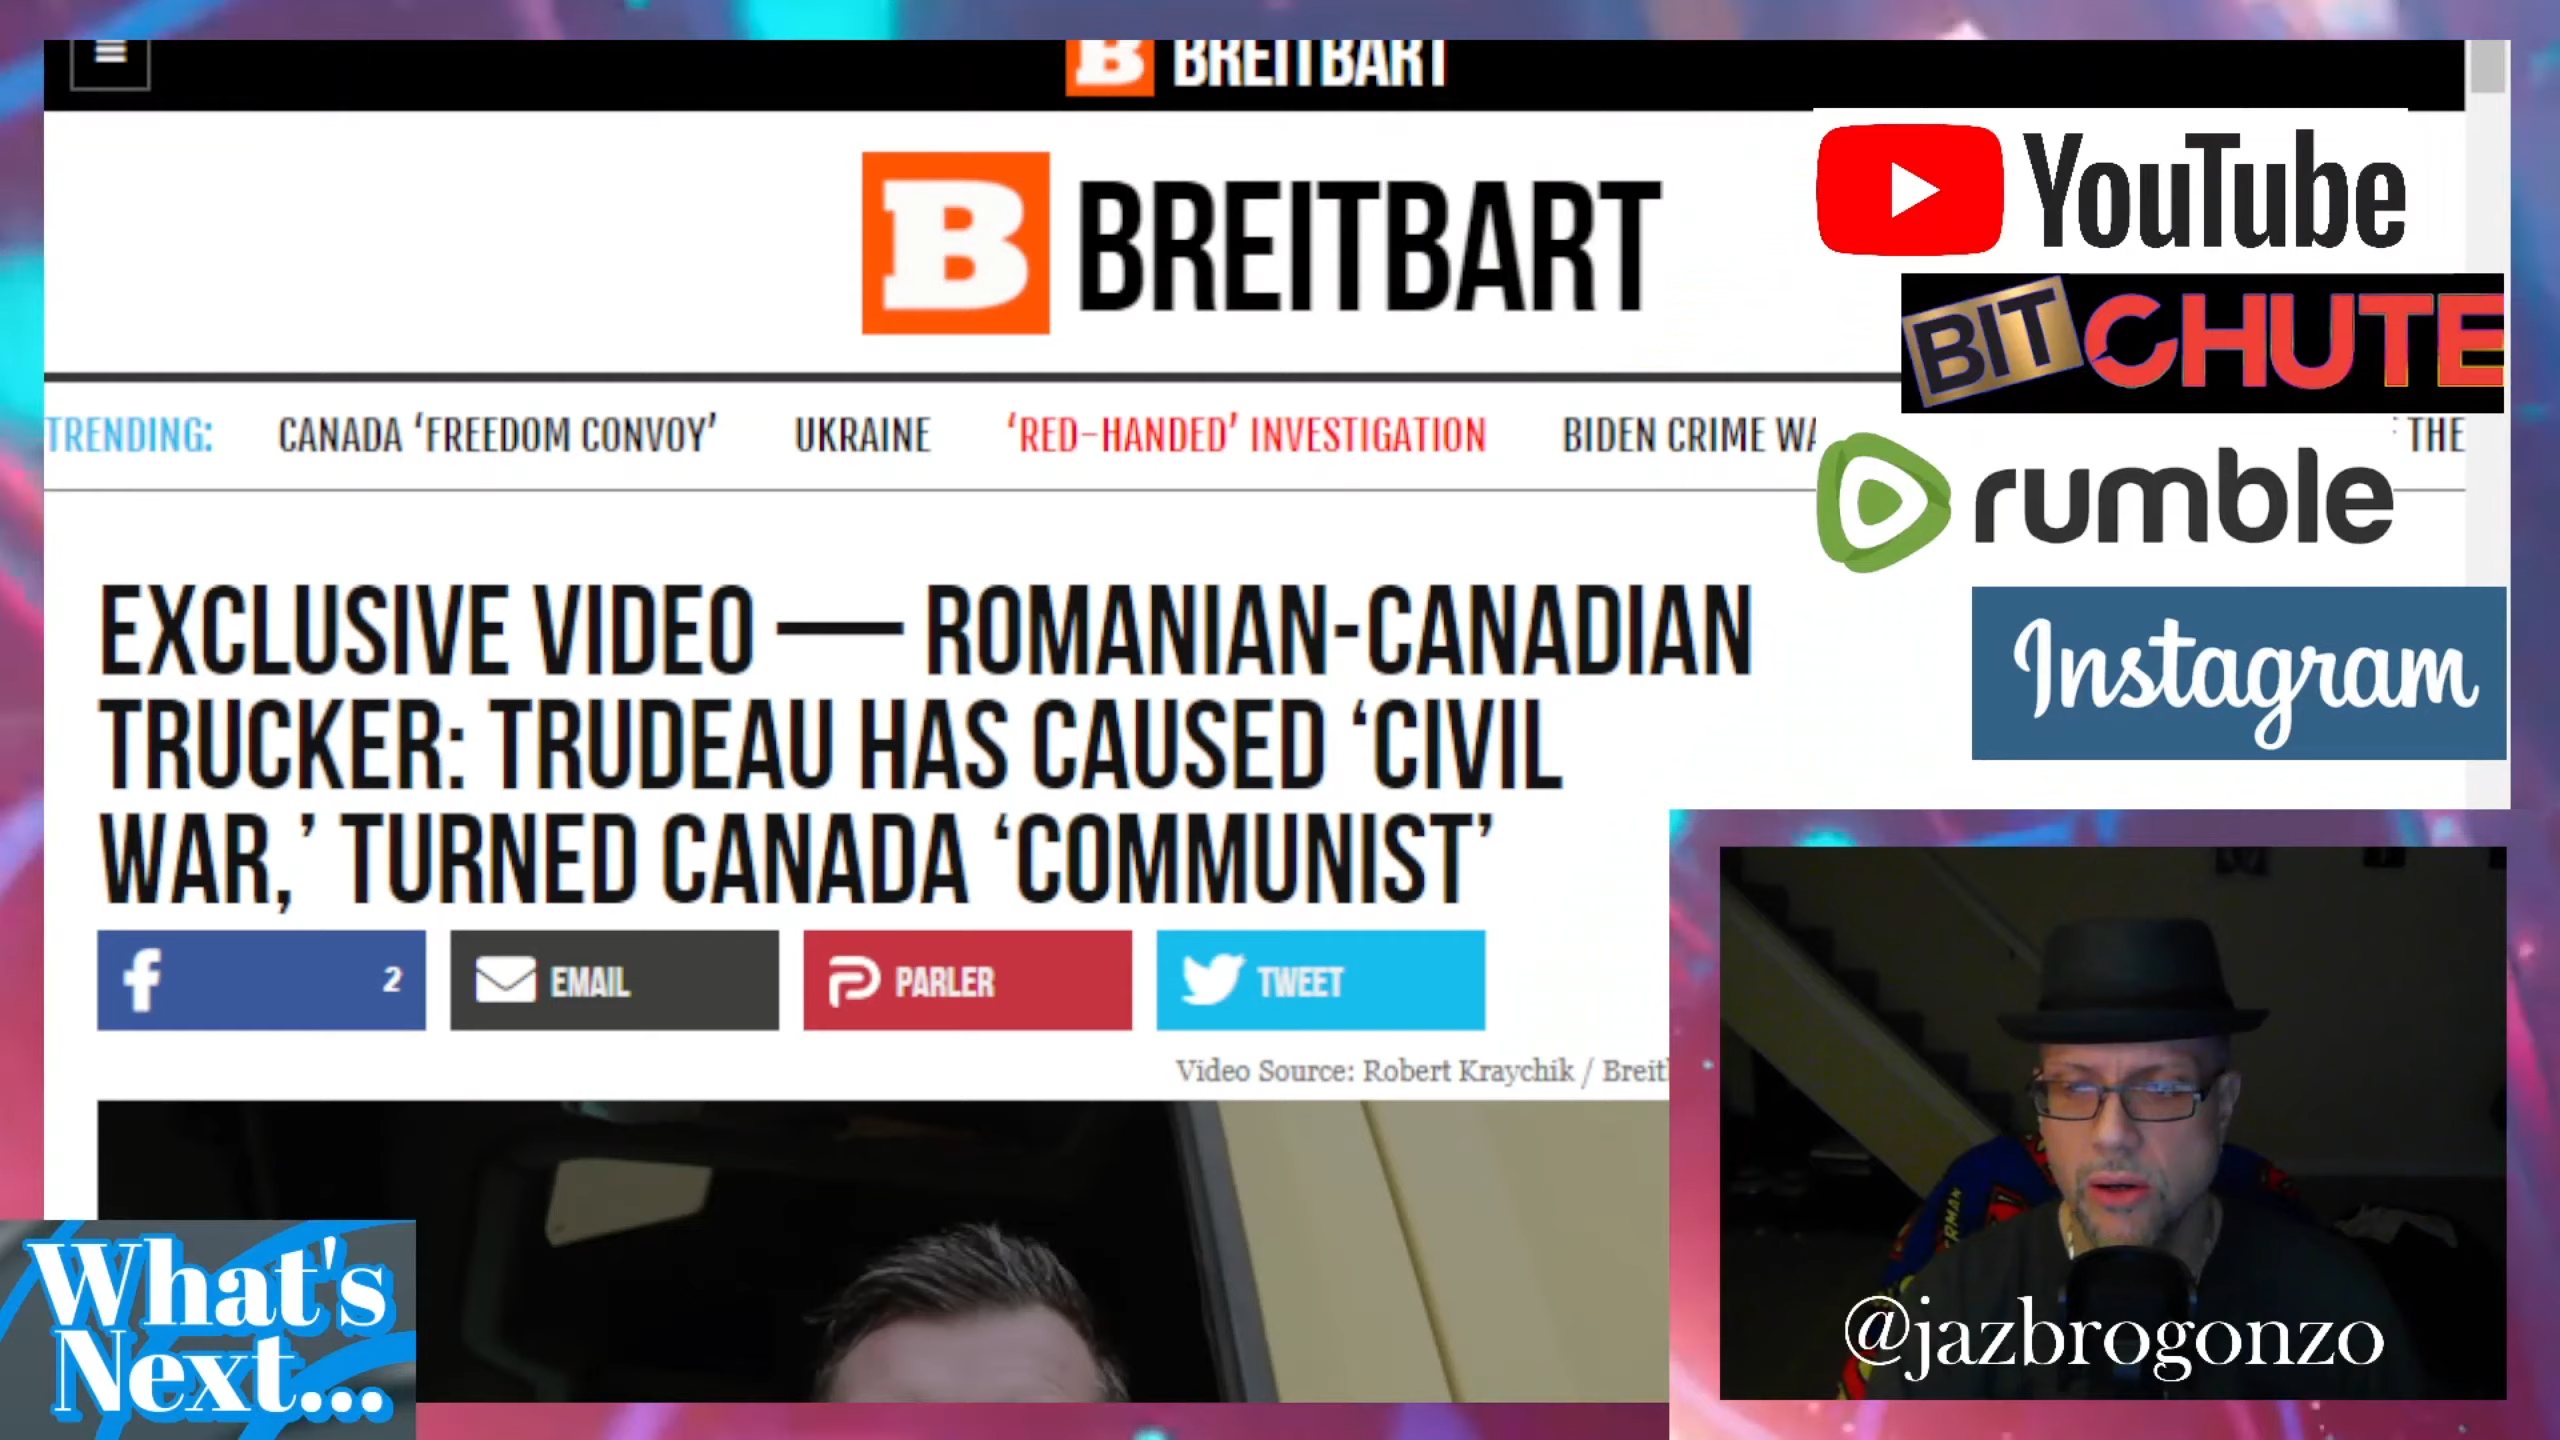 BREITBART
B BREITBART
YouTube
BITCHUTE
TRENDING: CANADA ‘FREEDOM CONVOY’ UKRAINE ‘RED-HANDED’ INVESTIGATION BIDEN CRIME THE
rumble
Instagram
EXCLUSIVE VIDEO — ROMANIAN-CANADIAN
TRUCKER: TRUDEAU HAS CAUSED ‘CIVIL
WAR,’ TURNED CANADA ‘COMMUNIST’
f 2 EMAIL PARLER TWEET
Video Source: Robert Kraychik /
What's
Next...
@jazbrogonzo